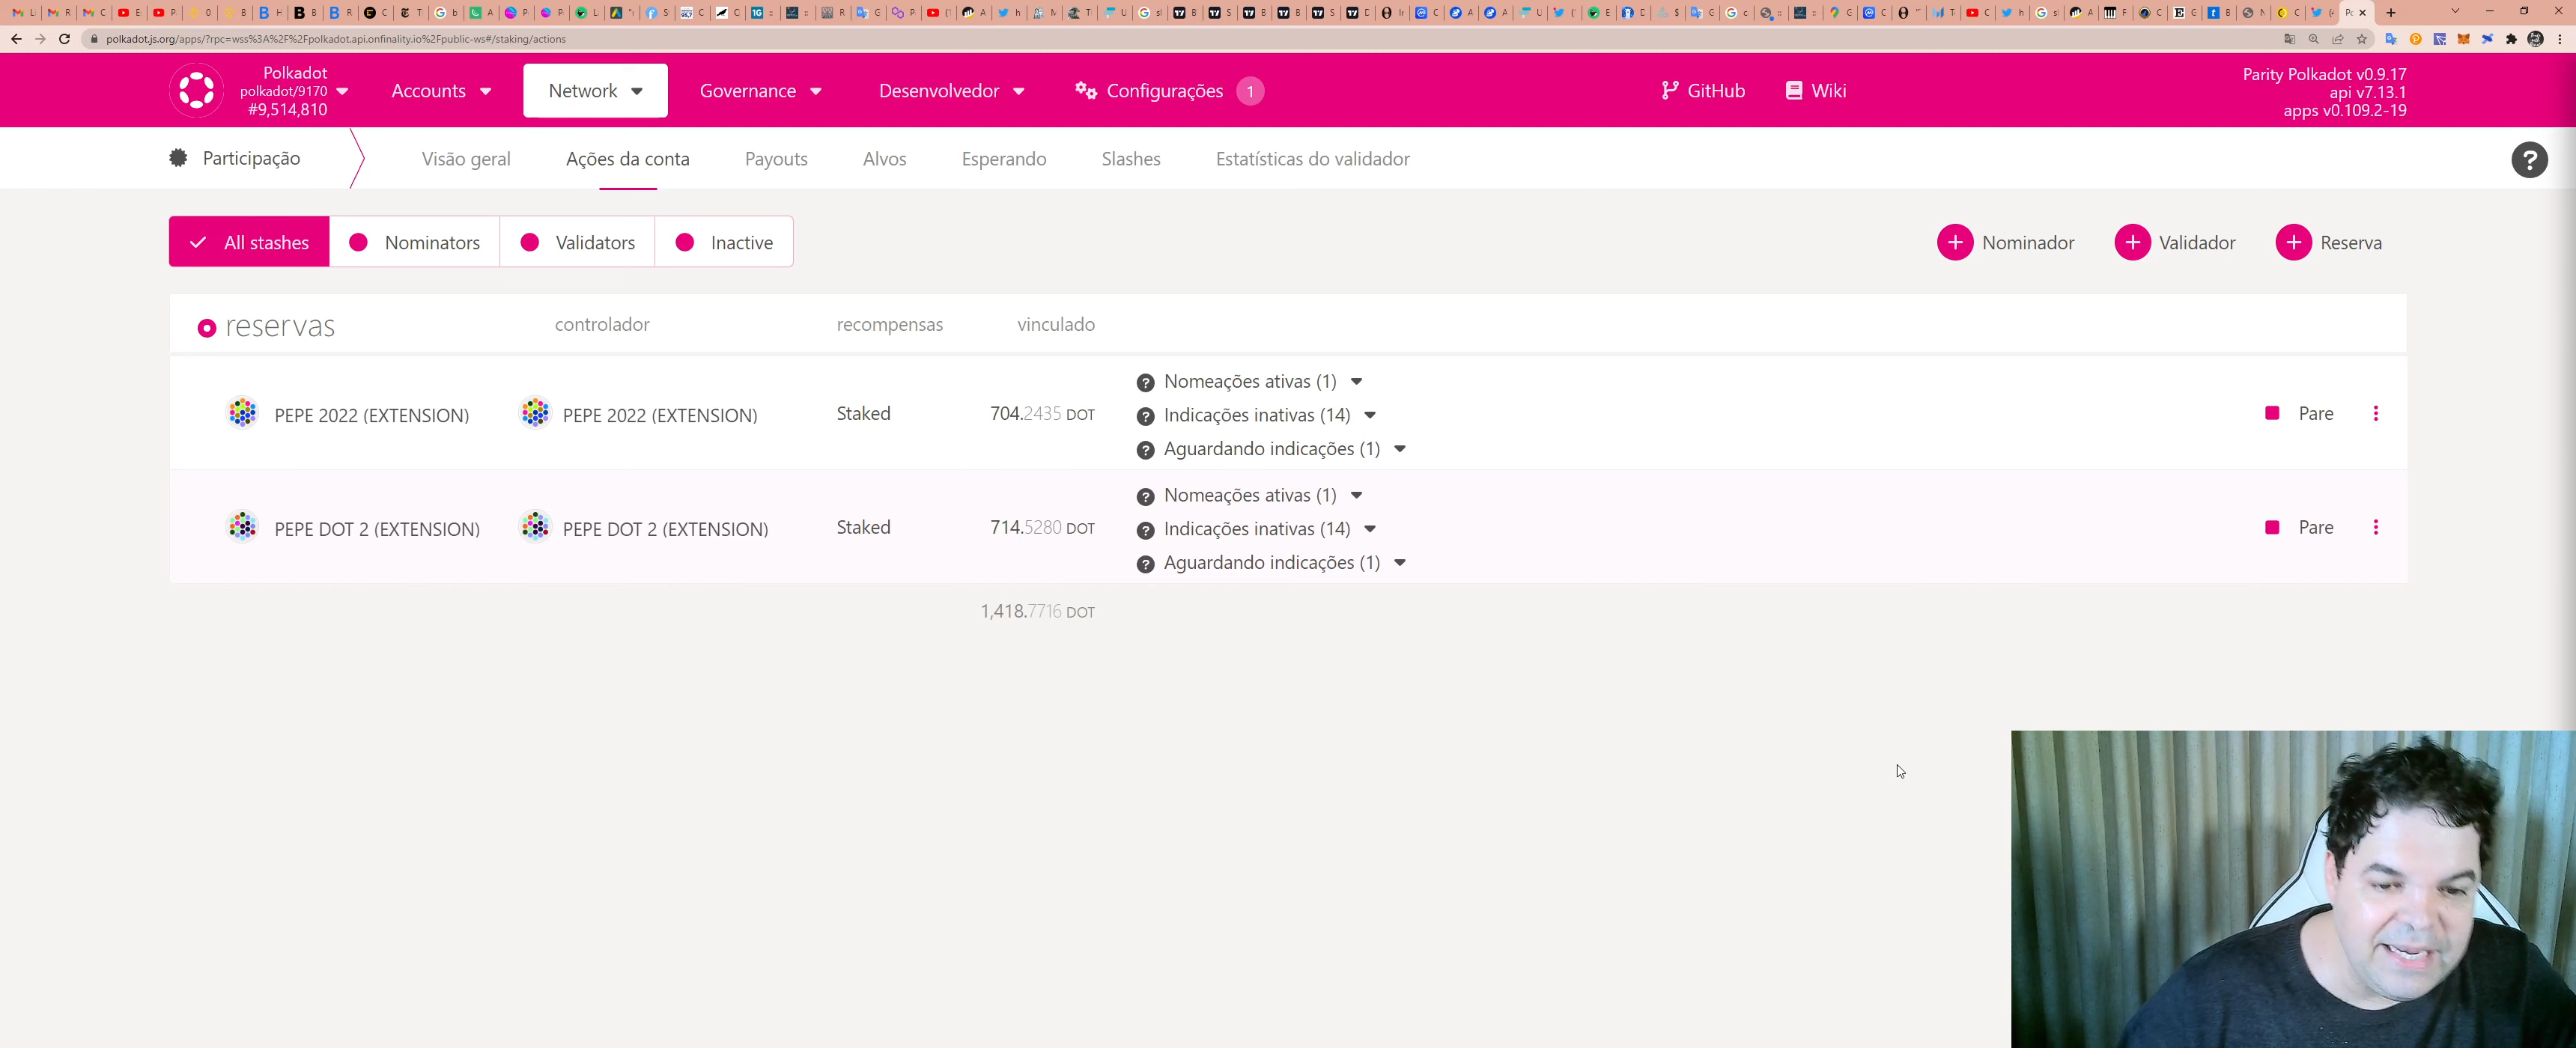 polkadot.js.org/apps/?rpc=wss%3A%2F%2Fpolkadot.api.onfinality.io%2Fpublic-ws#/staking/actions
Polkadot
polkadot/9170
#9,514,810
Accounts
Network
Governance
Desenvolvedor
Configurações 1
GitHub
Wiki
Parity Polkadot v0.9.17
api v7.13.1
apps v0.109.2-19
Participação
Visão geral
Ações da conta
Payouts
Alvos
Esperando
Slashes
Estatísticas do validador
?
All stashes
Nominators
Validators
Inactive
Nominador
Validador
Reserva
reservas controlador recompensas vinculado
PEPE 2022 (EXTENSION) PEPE 2022 (EXTENSION) Staked 704.2435 DOT
Nomeações ativas (1)
Indicações inativas (14)
Aguardando indicações (1)
Pare
PEPE DOT 2 (EXTENSION) PEPE DOT 2 (EXTENSION) Staked 714.5280 DOT
Nomeações ativas (1)
Indicações inativas (14)
Aguardando indicações (1)
Pare
1,418.7716 DOT